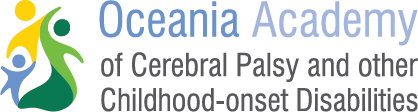 Oceania Academy
of Cerebral Palsy and other
Childhood-onset Disabilities